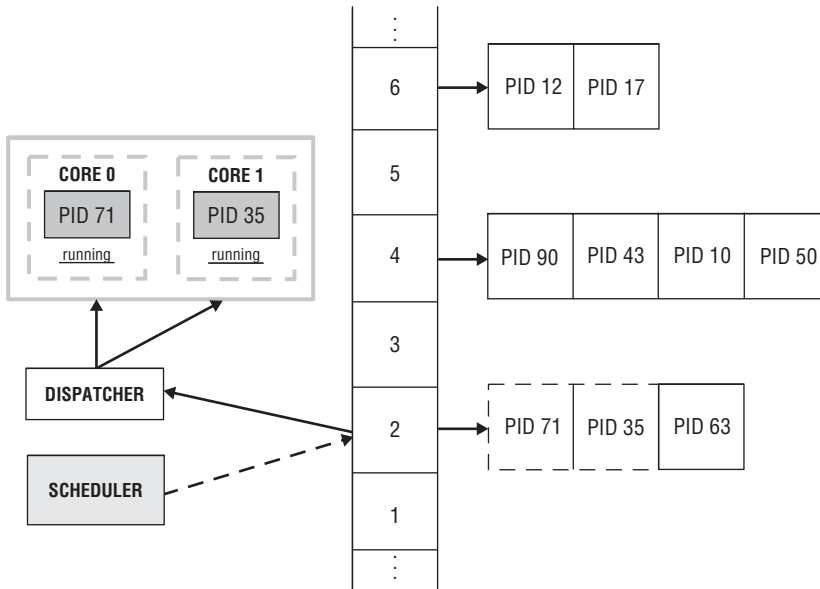 ⋮
6
PID 12 PID 17
5
CORE 0 CORE 1
PID 71 PID 35
running running
4
PID 90 PID 43 PID 10 PID 50
3
DISPATCHER
2
PID 71 PID 35 PID 63
SCHEDULER
1
⋮